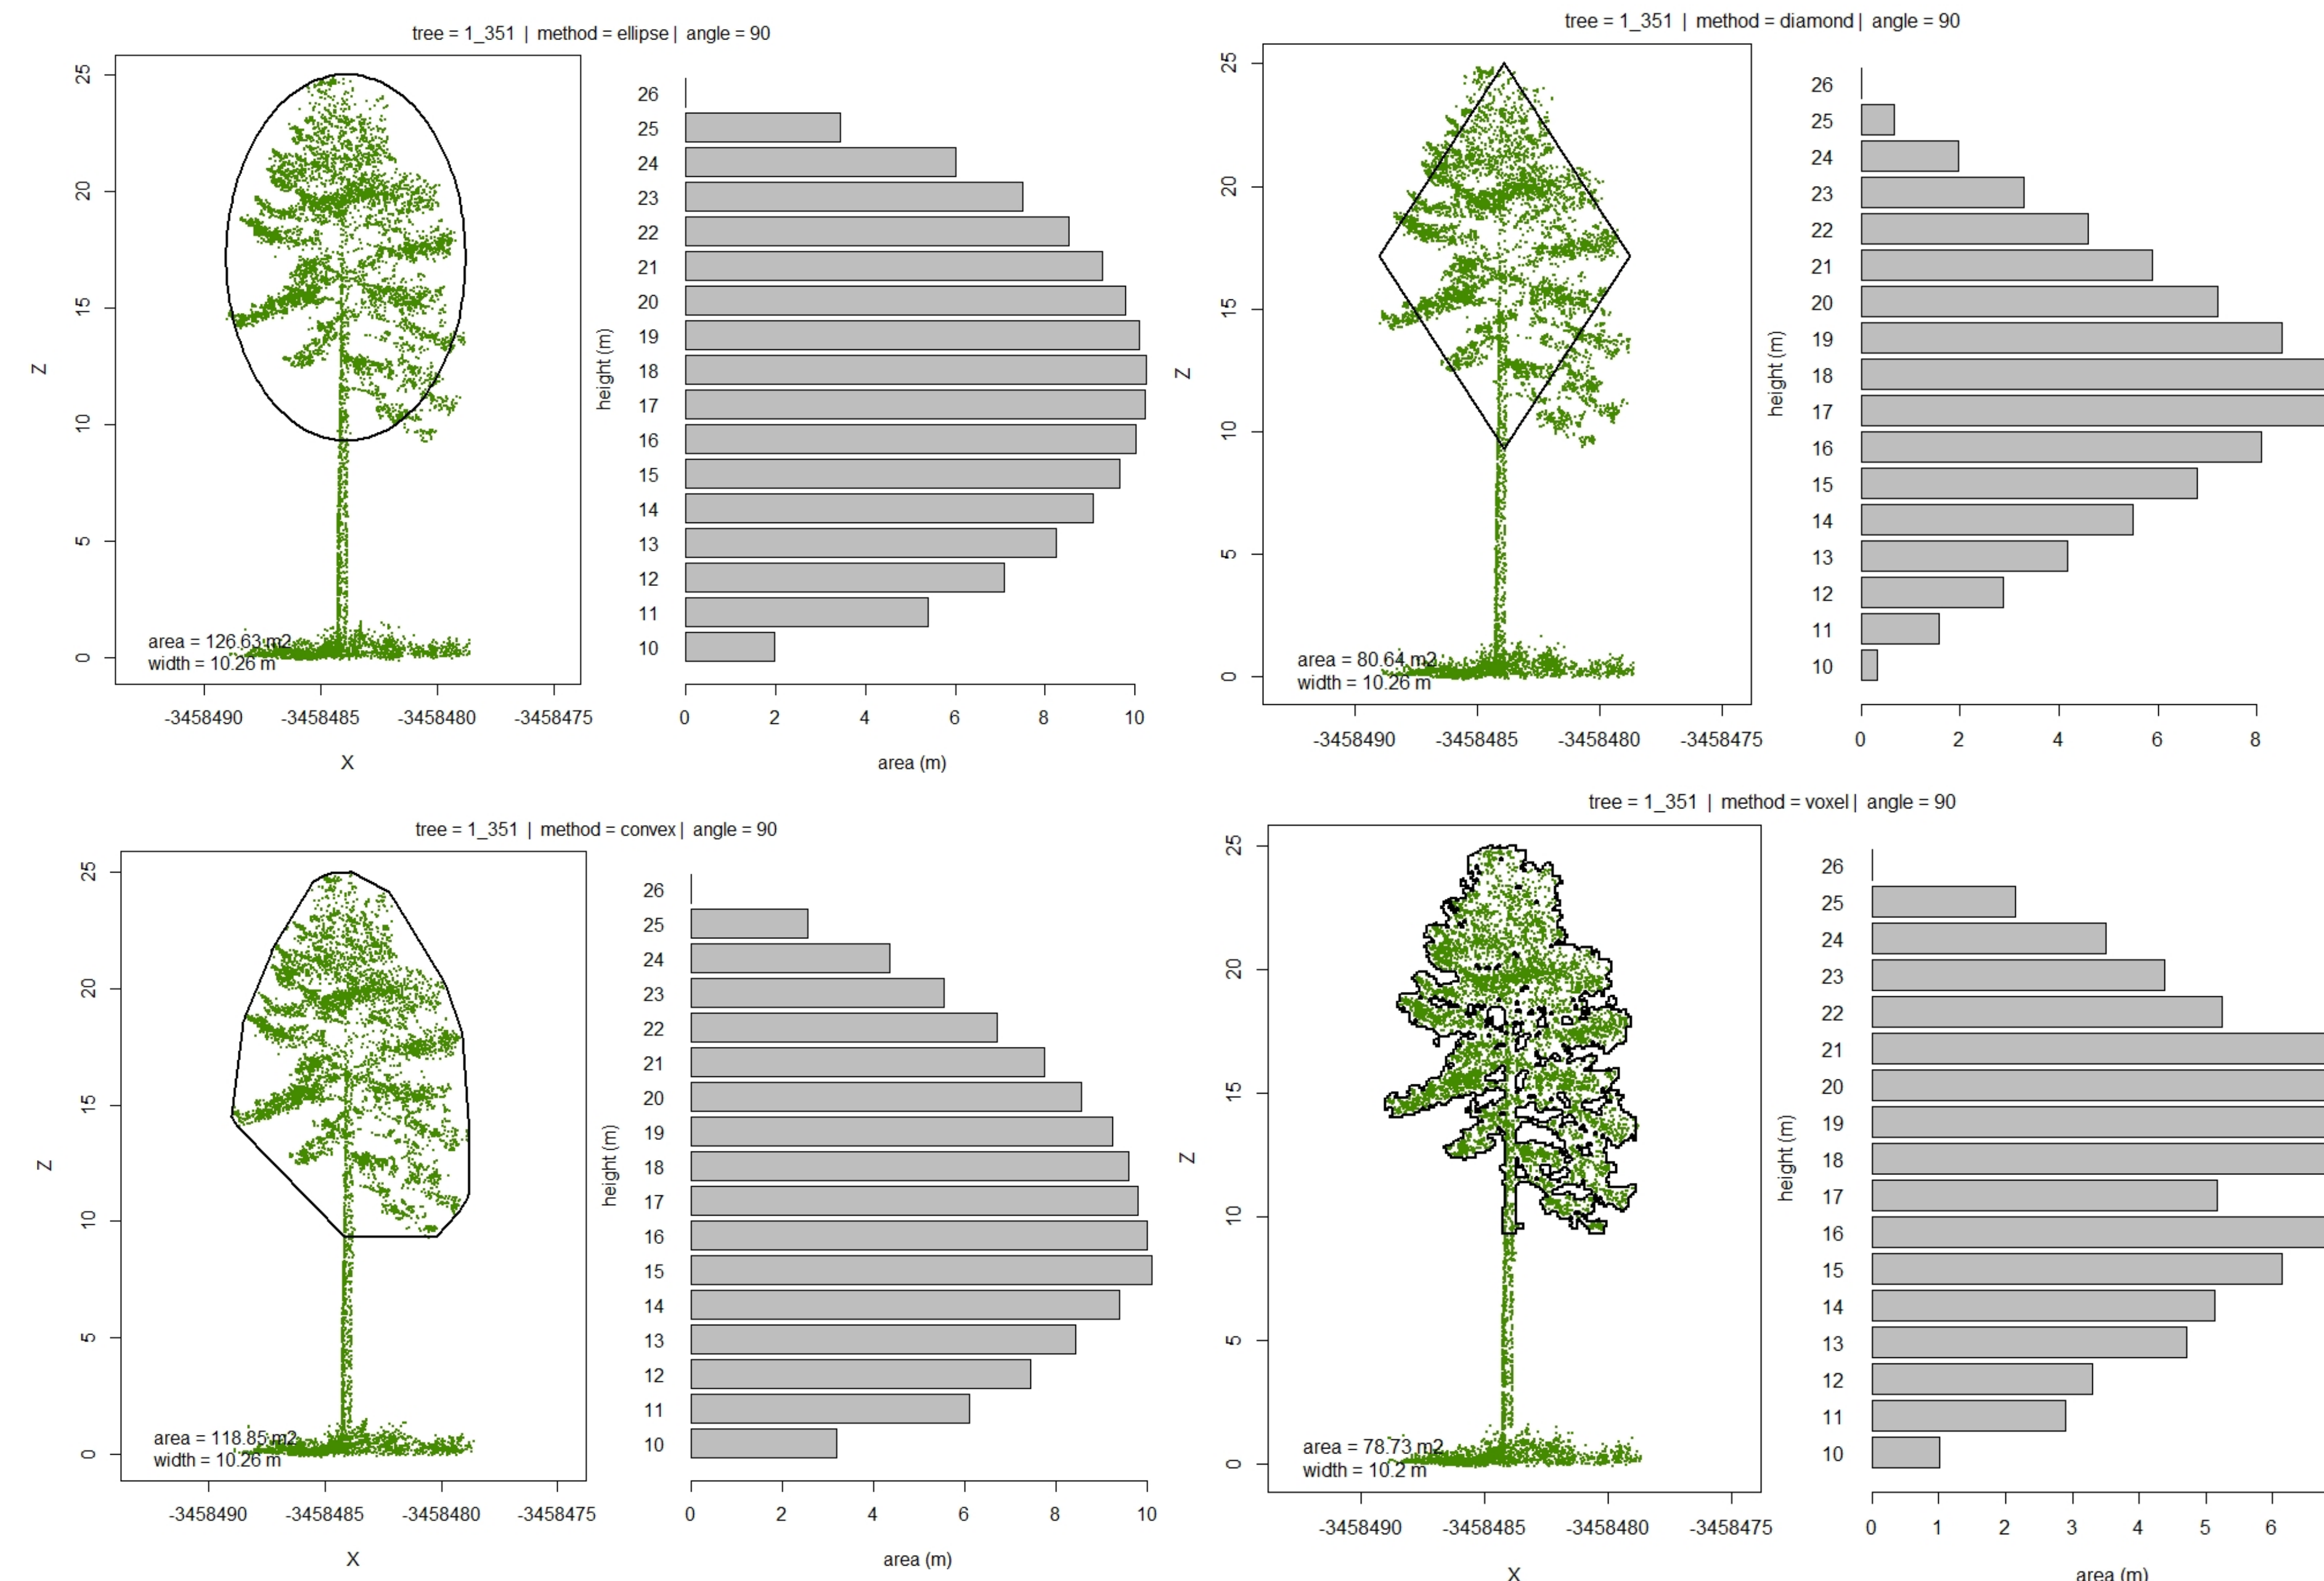 tree = 1_351 | method = ellipse | angle = 90
25
20
15
10
5
0
Z
area = 126.63 m2
width = 10.26 m
-3458490 -3458485 -3458480 -3458475
X
height (m)
26
25
24
23
22
21
20
19
18
17
16
15
14
13
12
11
10
0 2 4 6 8 10
area (m)
tree = 1_351 | method = diamond | angle = 90
25
20
15
10
5
0
Z
area = 80.64 m2
width = 10.26 m
-3458490 -3458485 -3458480 -3458475
height (m)
26
25
24
23
22
21
20
19
18
17
16
15
14
13
12
11
10
0 2 4 6 8
tree = 1_351 | method = convex | angle = 90
25
20
15
10
5
0
Z
area = 118.85 m2
width = 10.26 m
-3458490 -3458485 -3458480 -3458475
X
height (m)
26
25
24
23
22
21
20
19
18
17
16
15
14
13
12
11
10
0 2 4 6 8 10
area (m)
tree = 1_351 | method = voxel | angle = 90
25
20
15
10
5
0
Z
area = 78.73 m2
width = 10.2 m
-3458490 -3458485 -3458480 -3458475
X
height (m)
26
25
24
23
22
21
20
19
18
17
16
15
14
13
12
11
10
0 1 2 3 4 5 6
area (m)